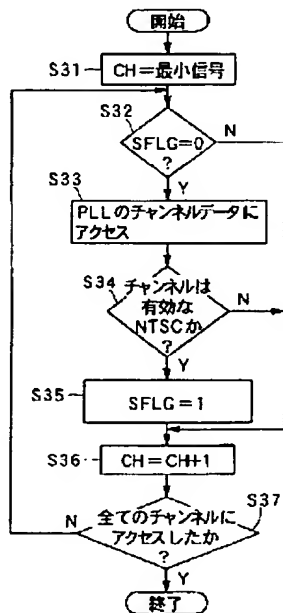 開始
S31
CH=最小信号
S32
SFLG=0
?
N
Y
S33
PLLのチャンネルデータに
アクセス
S34
チャンネルは
有効な
NTSCか
?
N
Y
S35
SFLG=1
S36
CH=CH+1
S37
全てのチャンネルに
アクセスしたか
?
N
Y
終了